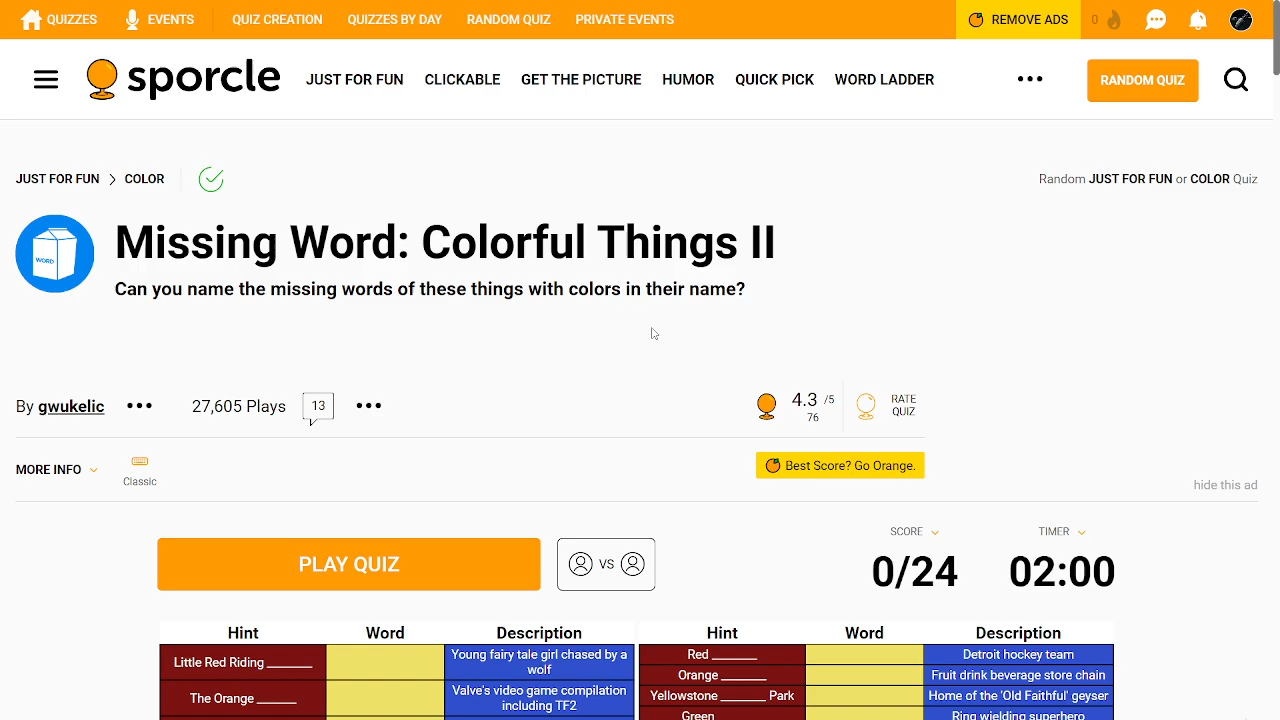 QUIZZES EVENTS QUIZ CREATION QUIZZES BY DAY RANDOM QUIZ PRIVATE EVENTS REMOVE ADS 0
sporcle JUST FOR FUN CLICKABLE GET THE PICTURE HUMOR QUICK PICK WORD LADDER ••• RANDOM QUIZ
JUST FOR FUN COLOR Random JUST FOR FUN or COLOR Quiz
WORD
Missing Word: Colorful Things II
Can you name the missing words of these things with colors in their name?
By gwukelic ••• 27,605 Plays 13 ••• 4.3 /5 76 RATE QUIZ
MORE INFO Classic Best Score? Go Orange.
hide this ad
SCORE TIMER
PLAY QUIZ VS 0/24 02:00
Hint Word Description Hint Word Description
Little Red Riding ______ Young fairy tale girl chased by a wolf
The Orange ______ Valve's video game compilation including TF2
Red ______ Detroit hockey team
Orange ______ Fruit drink beverage store chain
Yellowstone ______ Park Home of the 'Old Faithful' geyser
Green Ring wielding superhero